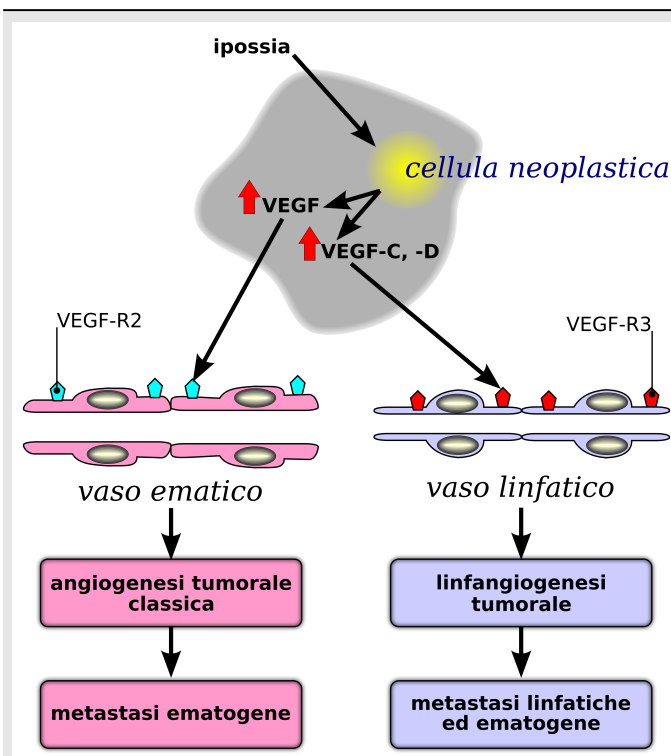 ipossia
cellula neoplastica
VEGF
VEGF-C, -D
VEGF-R2
VEGF-R3
vaso ematico
vaso linfatico
angiogenesi tumorale
classica
linfangiogenesi
tumorale
metastasi ematogene
metastasi linfatiche
ed ematogene